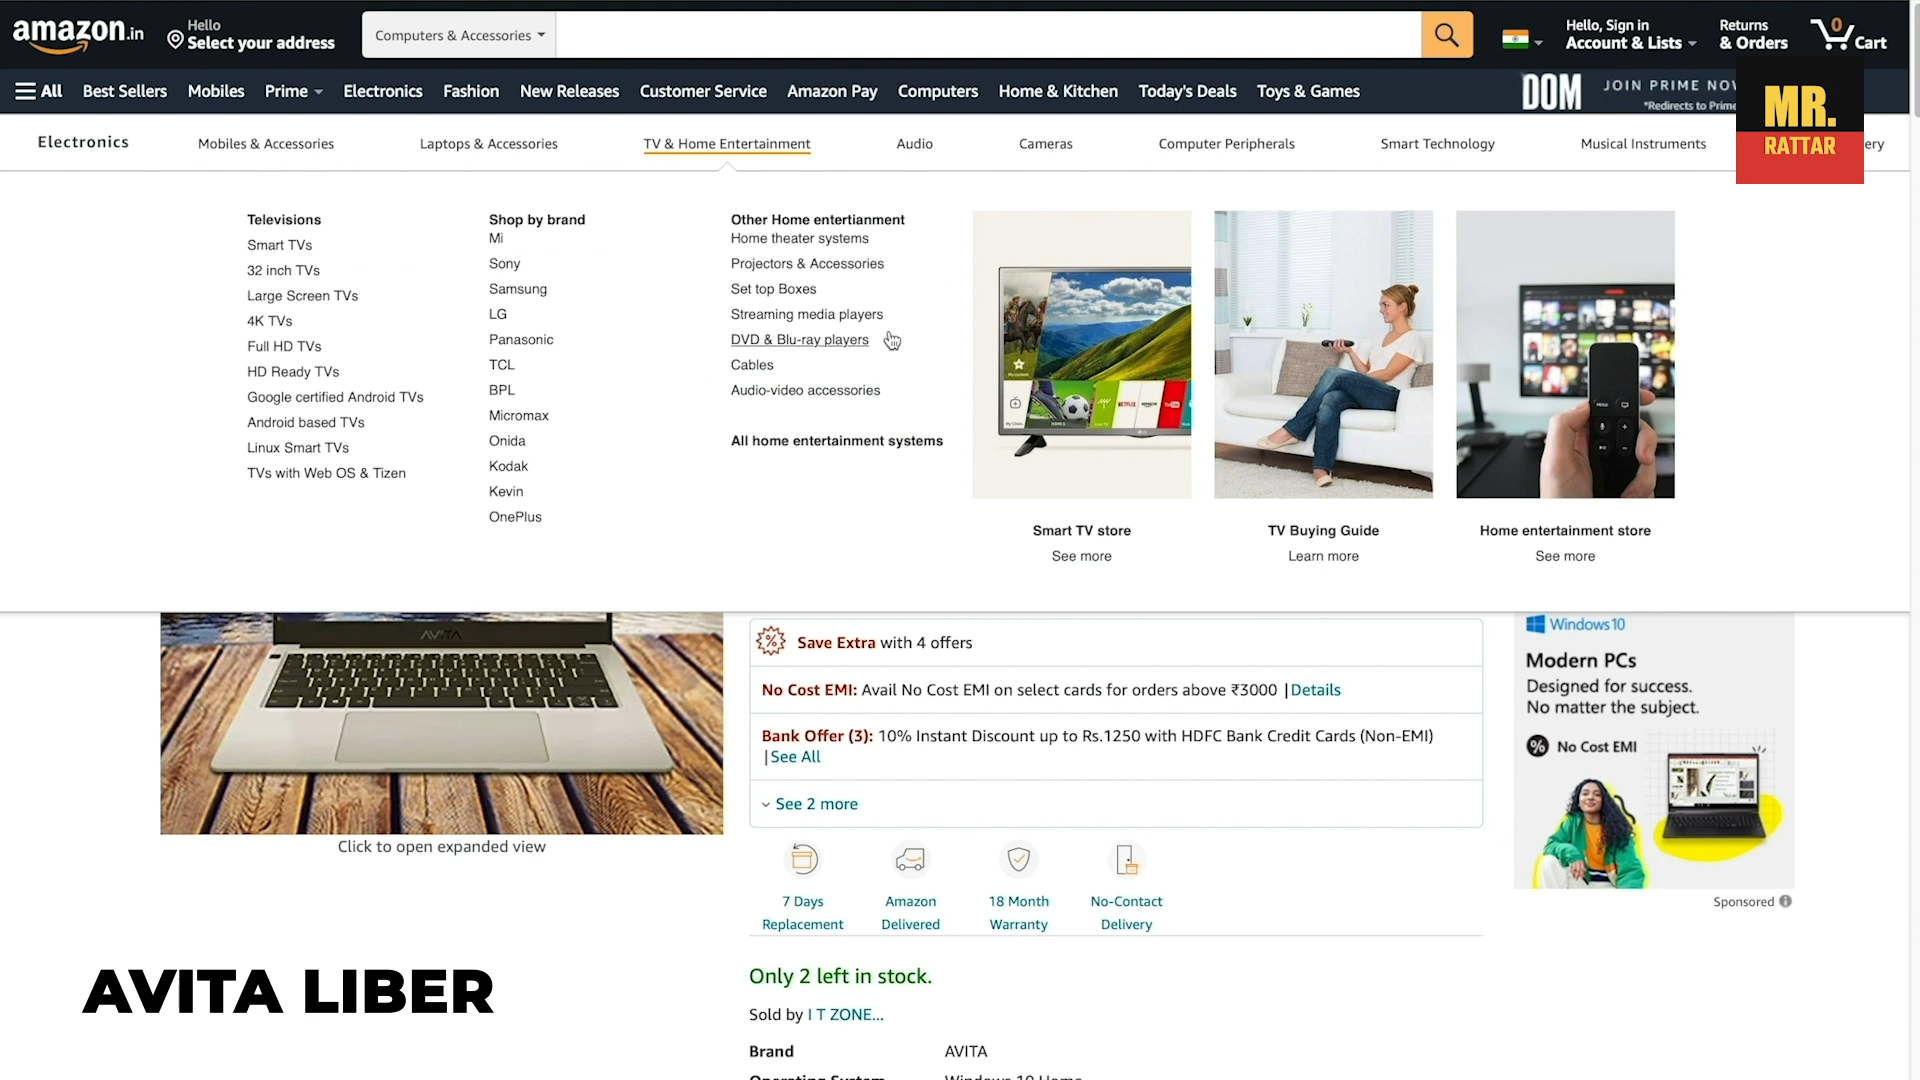 amazon.in
Hello
Select your address
Computers & Accessories
Hello, Sign in
Account & Lists
Returns
& Orders
0
Cart
All
Best Sellers
Mobiles
Prime
Electronics
Fashion
New Releases
Customer Service
Amazon Pay
Computers
Home & Kitchen
Today's Deals
Toys & Games
DOM
JOIN PRIME NOW
*Redirects to Prime
MR.
RATTAR
Electronics
Mobiles & Accessories
Laptops & Accessories
TV & Home Entertainment
Audio
Cameras
Computer Peripherals
Smart Technology
Musical Instruments
ery
Televisions
Smart TVs
32 inch TVs
Large Screen TVs
4K TVs
Full HD TVs
HD Ready TVs
Google certified Android TVs
Android based TVs
Linux Smart TVs
TVs with Web OS & Tizen
Shop by brand
Mi
Sony
Samsung
LG
Panasonic
TCL
BPL
Micromax
Onida
Kodak
Kevin
OnePlus
Other Home entertianment
Home theater systems
Projectors & Accessories
Set top Boxes
Streaming media players
DVD & Blu-ray players
Cables
Audio-video accessories
All home entertainment systems
NETFLIX
Smart TV store
See more
TV Buying Guide
Learn more
Home entertainment store
See more
AVITA
Click to open expanded view
Save Extra with 4 offers
No Cost EMI: Avail No Cost EMI on select cards for orders above ₹3000 | Details
Bank Offer (3): 10% Instant Discount up to Rs.1250 with HDFC Bank Credit Cards (Non-EMI)
| See All
See 2 more
7 Days
Replacement
Amazon
Delivered
18 Month
Warranty
No-Contact
Delivery
Only 2 left in stock.
Sold by I T ZONE...
Brand AVITA
Operating System Windows 10 Home
Windows 10
Modern PCs
Designed for success.
No matter the subject.
% No Cost EMI
Sponsored
AVITA LIBER